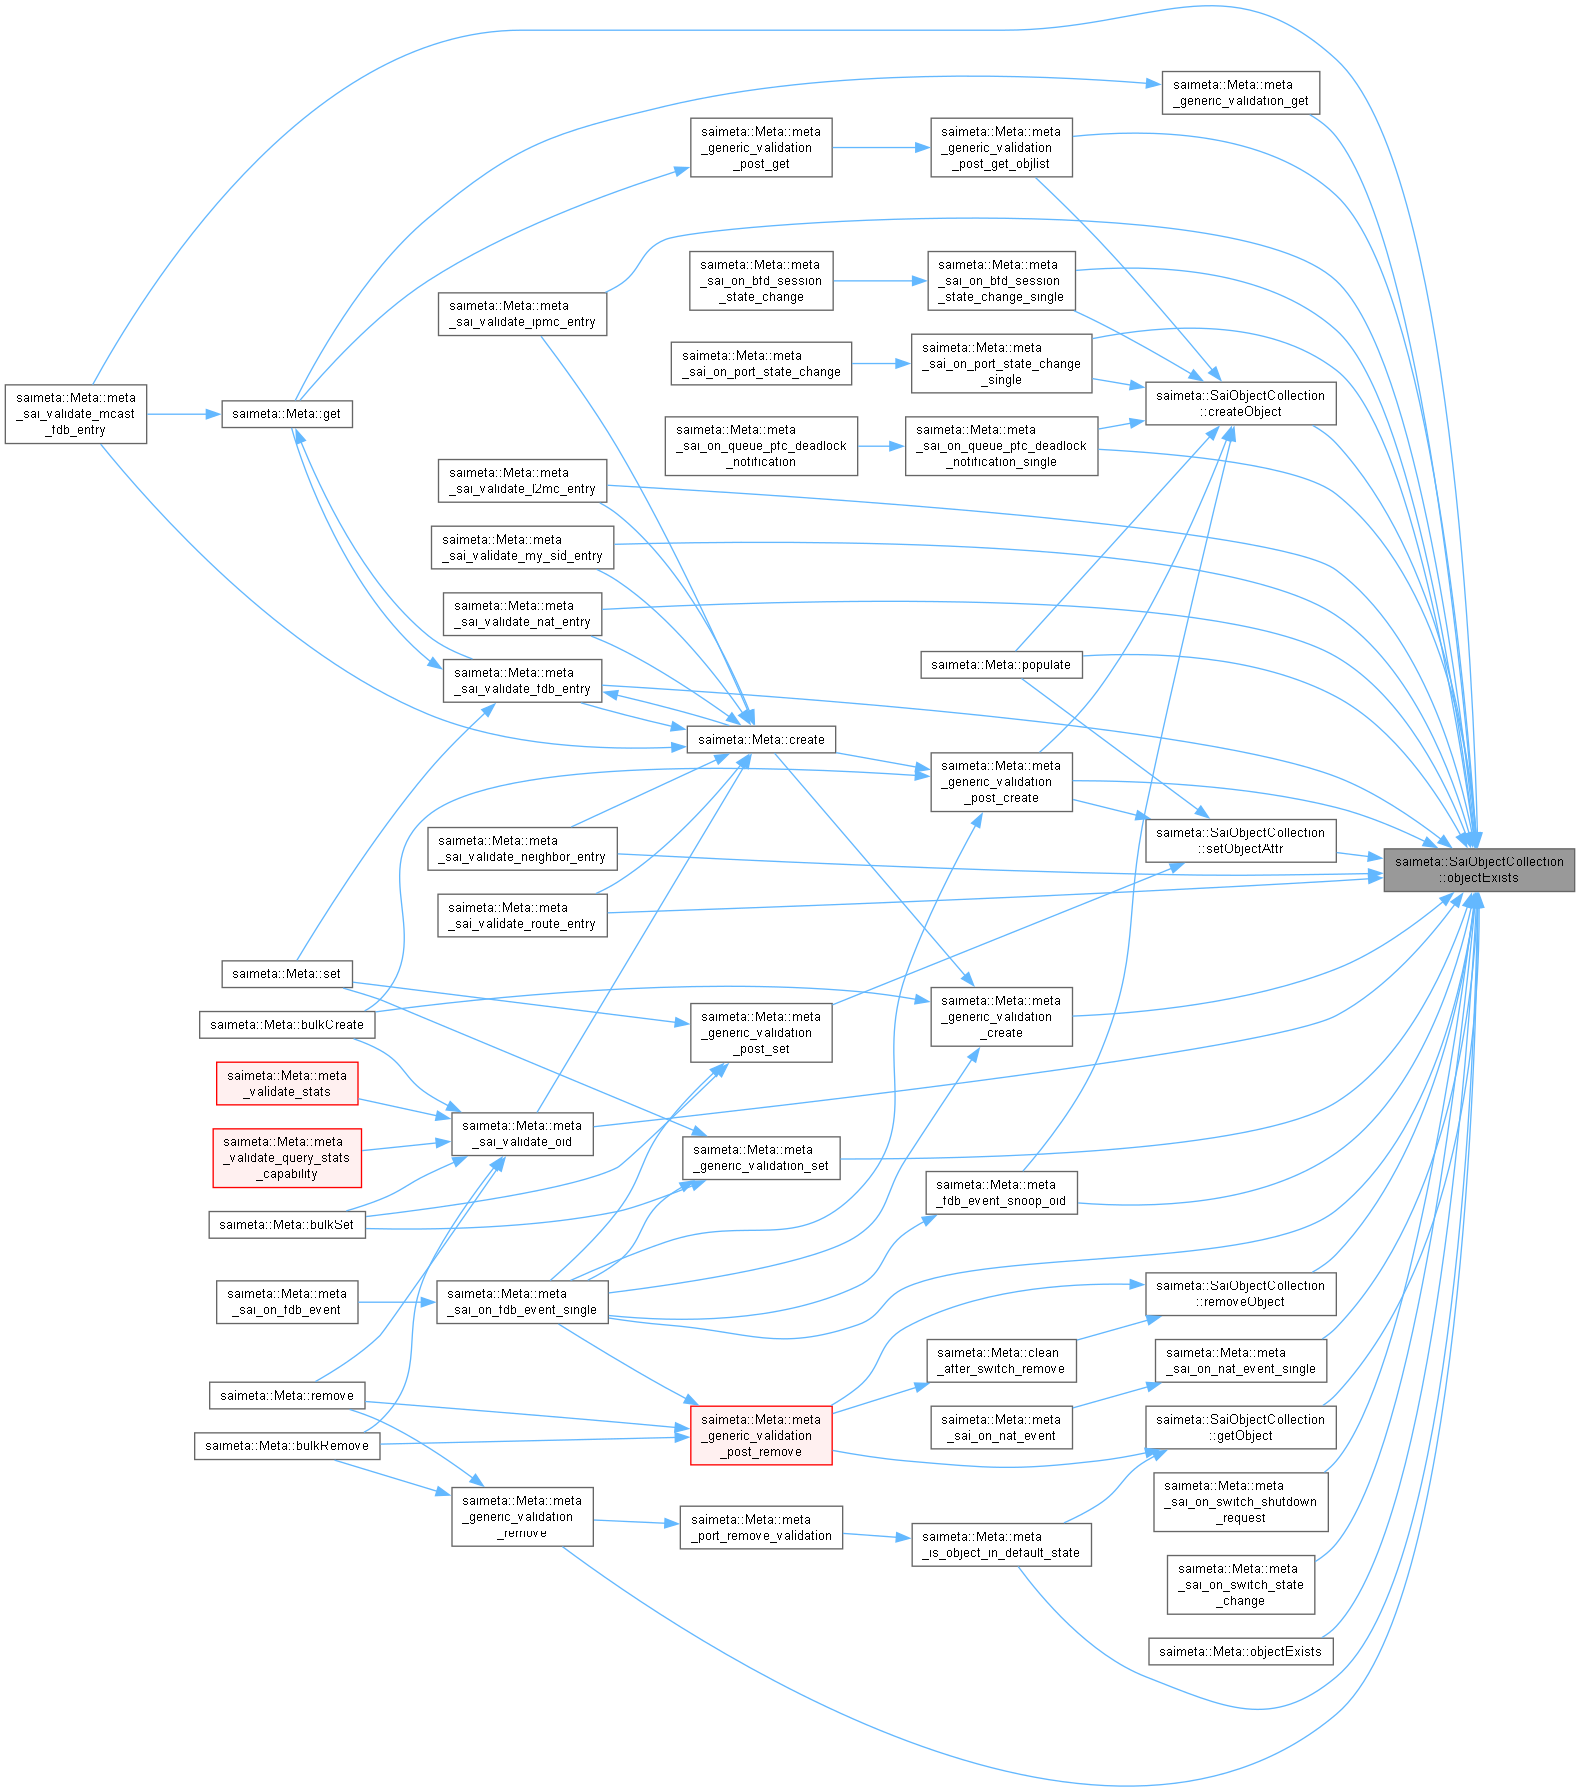 saimeta::Meta::meta
_generic_validation_get
saimeta::Meta::meta
_generic_validation
_post_get
saimeta::Meta::meta
_generic_validation
_post_get_objlist
saimeta::Meta::meta
_sai_on_bfd_session
_state_change
saimeta::Meta::meta
_sai_on_bfd_session
_state_change_single
saimeta::Meta::meta
_sai_validate_ipmc_entry
saimeta::Meta::meta
_sai_on_port_state_change
saimeta::Meta::meta
_sai_on_port_state_change
_single
saimeta::Meta::meta
_sai_validate_mcast
_fdb_entry
saimeta::Meta::get
saimeta::SaiObjectCollection
::createObject
saimeta::Meta::meta
_sai_on_queue_pfc_deadlock
_notification
saimeta::Meta::meta
_sai_on_queue_pfc_deadlock
_notification_single
saimeta::Meta::meta
_sai_validate_l2mc_entry
saimeta::Meta::meta
_sai_validate_my_sid_entry
saimeta::Meta::meta
_sai_validate_nat_entry
saimeta::Meta::populate
saimeta::Meta::meta
_sai_validate_fdb_entry
saimeta::Meta::create
saimeta::Meta::meta
_generic_validation
_post_create
saimeta::Meta::meta
_sai_validate_neighbor_entry
saimeta::SaiObjectCollection
::setObjectAttr
saimeta::SaiObjectCollection
::objectExists
saimeta::Meta::meta
_sai_validate_route_entry
saimeta::Meta::set
saimeta::Meta::bulkCreate
saimeta::Meta::meta
_generic_validation
_post_set
saimeta::Meta::meta
_generic_validation
_create
saimeta::Meta::meta
_validate_stats
saimeta::Meta::meta
_sai_validate_oid
saimeta::Meta::meta
_validate_query_stats
_capability
saimeta::Meta::meta
_generic_validation_set
saimeta::Meta::meta
_fdb_event_snoop_oid
saimeta::Meta::bulkSet
saimeta::Meta::meta
_sai_on_fdb_event
saimeta::Meta::meta
_sai_on_fdb_event_single
saimeta::SaiObjectCollection
::removeObject
saimeta::Meta::clean
_after_switch_remove
saimeta::Meta::meta
_sai_on_nat_event_single
saimeta::Meta::remove
saimeta::Meta::bulkRemove
saimeta::Meta::meta
_generic_validation
_post_remove
saimeta::Meta::meta
_sai_on_nat_event
saimeta::SaiObjectCollection
::getObject
saimeta::Meta::meta
_generic_validation
_remove
saimeta::Meta::meta
_port_remove_validation
saimeta::Meta::meta
_is_object_in_default_state
saimeta::Meta::meta
_sai_on_switch_shutdown
_request
saimeta::Meta::meta
_sai_on_switch_state
_change
saimeta::Meta::objectExists